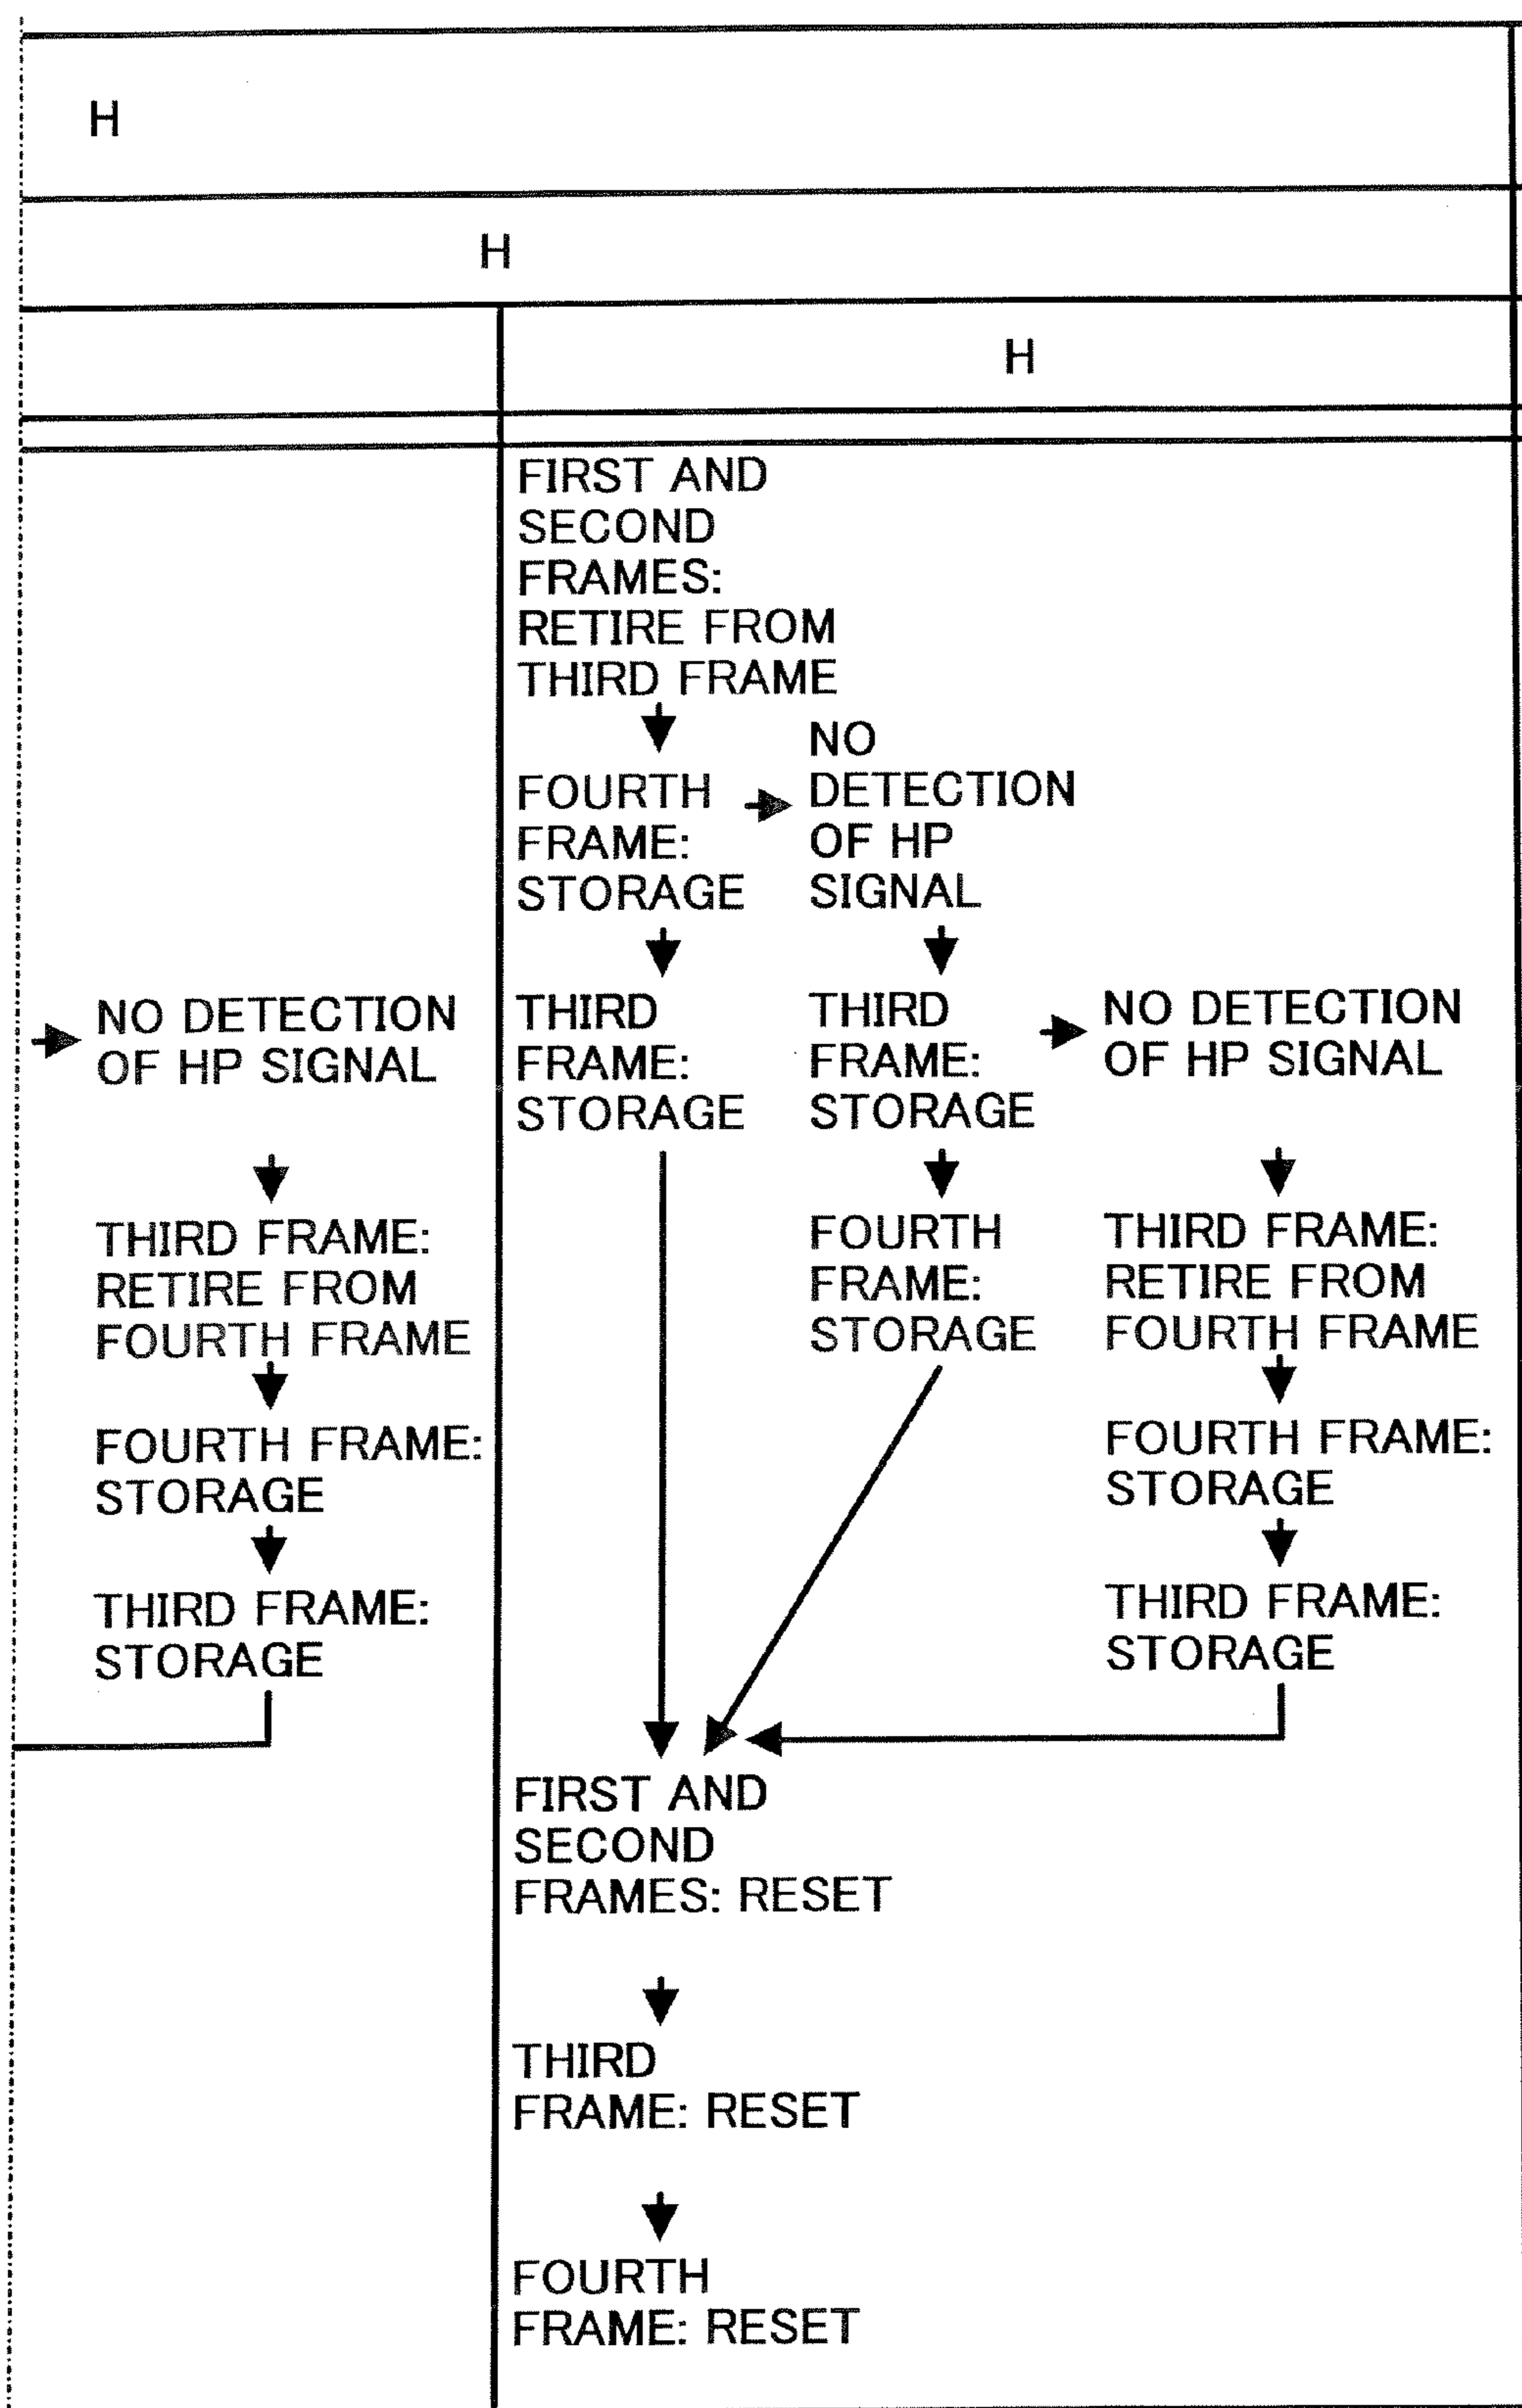 H
H
H
FIRST AND
SECOND
FRAMES:
RETIRE FROM
THIRD FRAME
FOURTH
FRAME:
STORAGE
NO
DETECTION
OF HP
SIGNAL
NO DETECTION
OF HP SIGNAL
THIRD
FRAME:
STORAGE
THIRD
FRAME:
STORAGE
NO DETECTION
OF HP SIGNAL
THIRD FRAME:
RETIRE FROM
FOURTH FRAME
FOURTH
FRAME:
STORAGE
THIRD FRAME:
RETIRE FROM
FOURTH FRAME
FOURTH FRAME:
STORAGE
FOURTH FRAME:
STORAGE
THIRD FRAME:
STORAGE
THIRD FRAME:
STORAGE
FIRST AND
SECOND
FRAMES: RESET
THIRD
FRAME: RESET
FOURTH
FRAME: RESET